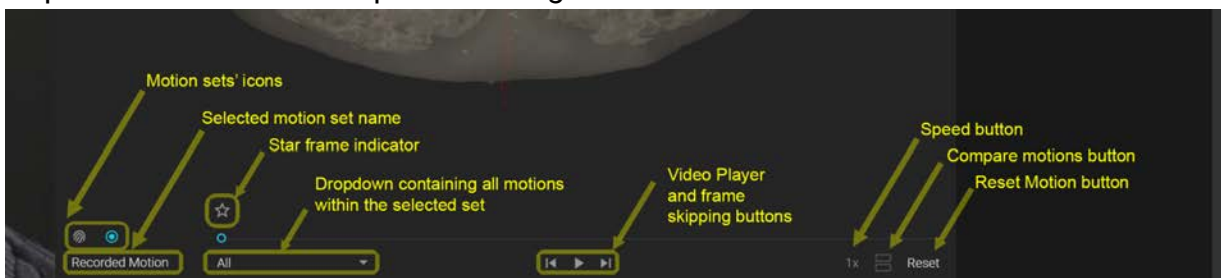 Motion sets' icons
Selected motion set name
Star frame indicator
Dropdown containing all motions
within the selected set
Video Player
and frame
skipping buttons
Speed button
Compare motions button
Reset Motion button
Recorded Motion
All
1x
Reset